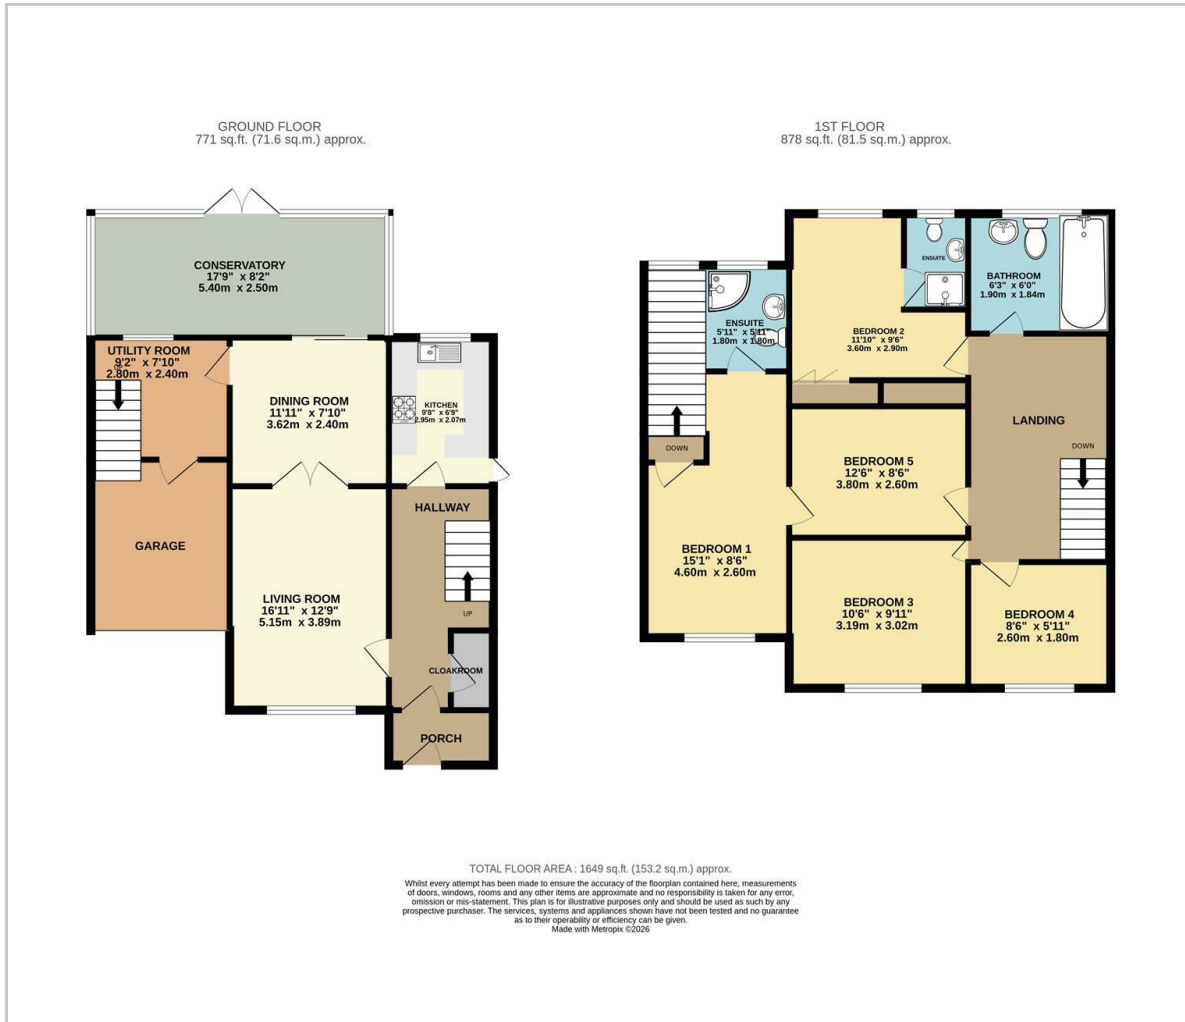 GROUND FLOOR
771 sq.ft. (71.6 sq.m.) approx.
CONSERVATORY
17'9" x 8'2"
5.40m x 2.50m
UTILITY ROOM
9'2" x 7'10"
2.80m x 2.40m
UP
DINING ROOM
11'11" x 7'10"
3.62m x 2.40m
KITCHEN
9'8" x 6'9"
2.95m x 2.07m
HALLWAY
GARAGE
LIVING ROOM
16'11" x 12'9"
5.15m x 3.89m
UP
CLOAKROOM
PORCH
1ST FLOOR
878 sq.ft. (81.5 sq.m.) approx.
ENSUITE
5'11" x 5'11"
1.80m x 1.80m
ENSUITE
BATHROOM
6'3" x 6'0"
1.90m x 1.84m
BEDROOM 2
11'10" x 9'6"
3.60m x 2.90m
LANDING
DOWN
DOWN
BEDROOM 5
12'6" x 8'6"
3.80m x 2.60m
BEDROOM 1
15'1" x 8'6"
4.60m x 2.60m
BEDROOM 3
10'6" x 9'11"
3.19m x 3.02m
BEDROOM 4
8'6" x 5'11"
2.60m x 1.80m
TOTAL FLOOR AREA : 1649 sq.ft. (153.2 sq.m.) approx.
Whilst every attempt has been made to ensure the accuracy of the floorplan contained here, measurements
of doors, windows, rooms and any other items are approximate and no responsibility is taken for any error,
omission or mis-statement. This plan is for illustrative purposes only and should be used as such by any
prospective purchaser. The services, systems and appliances shown have not been tested and no guarantee
as to their operability or efficiency can be given.
Made with Metropix ©2026